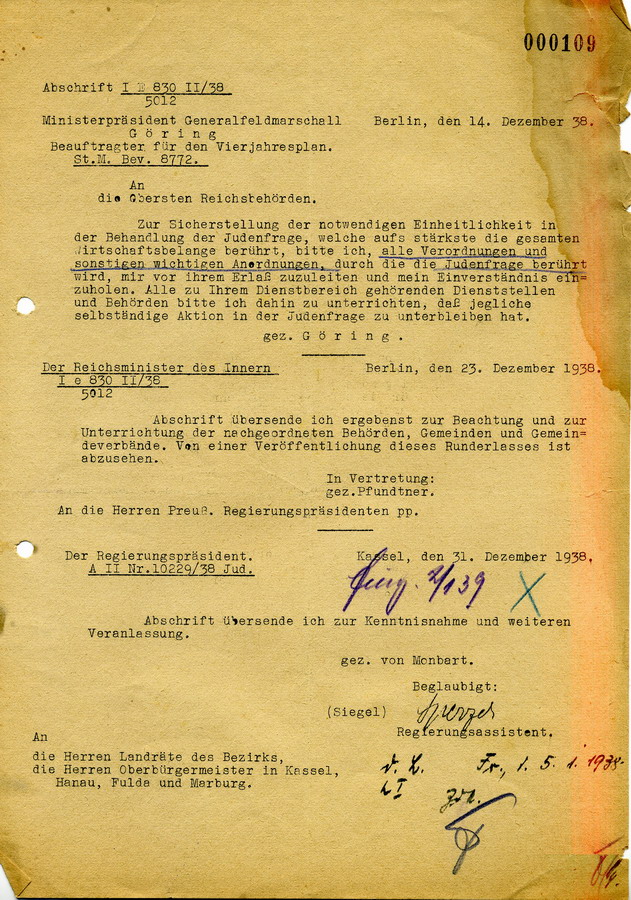 000109
Abschrift I E 830 II/38
5012
Ministerpräsident Generalfeldmarschall Berlin, den 14. Dezember 38.
G ö r i n g
Beauftragter für den Vierjahresplan.
St.M. Bev. 8772.
An
die Obersten Reichsbehörden.
Zur Sicherstellung der notwendigen Einheitlichkeit in
der Behandlung der Judenfrage, welche aufs stärkste die gesamten
Wirtschaftsbelange berührt, bitte ich, alle Verordnungen und
sonstigen wichtigen Anordnungen, durch die die Judenfrage berührt
wird, mir vor ihrem Erlaß zuzuleiten und mein Einverständnis ein=
zuholen. Alle zu Ihrem Dienstbereich gehörenden Dienststellen
und Behörden bitte ich dahin zu unterrichten, daß jegliche
selbständige Aktion in der Judenfrage zu unterbleiben hat.
gez. G ö r i n g .
Der Reichsminister des Innern Berlin, den 23. Dezember 1938.
I e 830 II/38
5012
Abschrift übersende ich ergebenst zur Beachtung und zur
Unterrichtung der nachgeordneten Behörden, Gemeinden und Gemein=
deverbände. Von einer Veröffentlichung dieses Runderlasses ist
abzusehen.
In Vertretung:
gez.Pfundtner.
An die Herren Preuß. Regierungspräsidenten pp.
Der Regierungspräsident. Kassel, den 31. Dezember 1938.
A II Nr.10229/38 Jud.
2/1 39
Abschrift übersende ich zur Kenntnisnahme und weiteren
Veranlassung.
gez. von Monbart.
Beglaubigt:
(Siegel)
Regierungsassistent.
An
die Herren Landräte des Bezirks,
die Herren Oberbürgermeister in Kassel,
Hanau, Fulda und Marburg.
d. L. Fr., 1. 5. 1. 1938.
L I